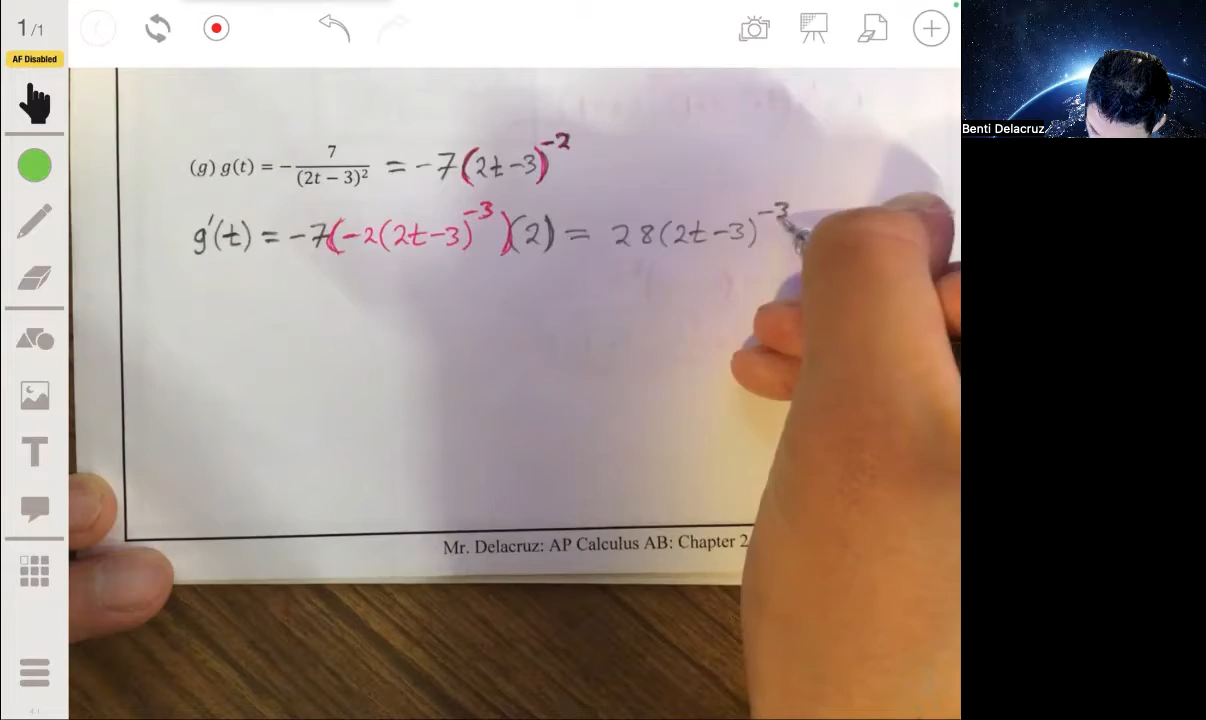 1/1
AF Disabled
Benti Delacruz
(g) g(t) = −7/(2t − 3)² = −7(2t−3)⁻²
g'(t) = −7(−2(2t−3)⁻³)(2) = 28(2t−3)⁻³
T
Mr. Delacruz: AP Calculus AB: Chapter 2